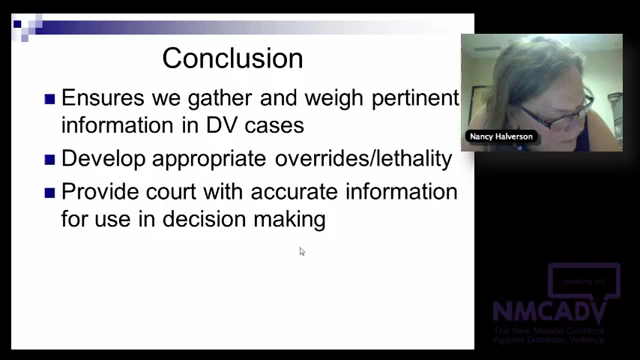 Conclusion
Ensures we gather and weigh pertinent
information in DV cases
Develop appropriate overrides/lethality
Provide court with accurate information
for use in decision making
Nancy Halverson
NMCADV
The New Mexico Coalition
Against Domestic Violence